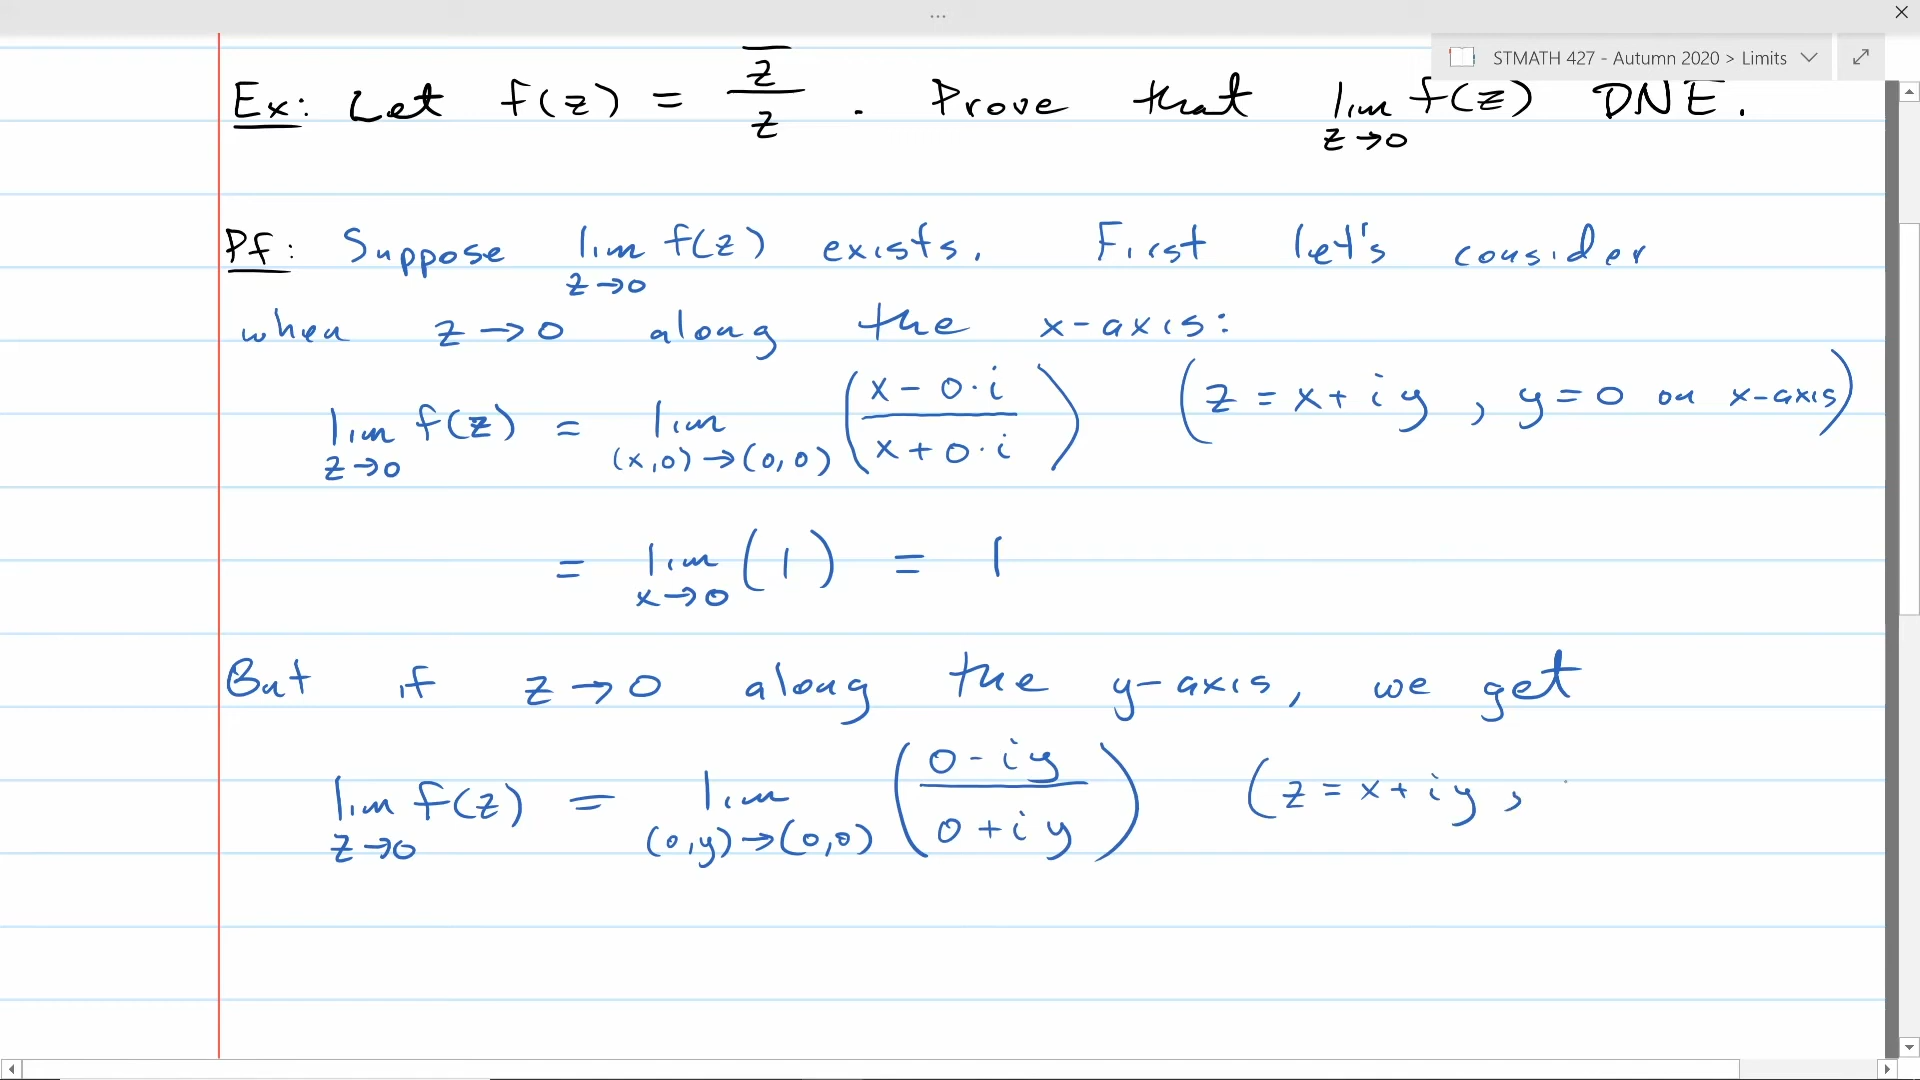 ...
STMATH 427 - Autumn 2020 > Limits
Ex: Let f(z) = z̅/z . Prove that lim z→0 f(z) DNE.
Pf: Suppose lim z→0 f(z) exists. First let's consider
when z→0 along the x-axis:
lim z→0 f(z) = lim (x,0)→(0,0) ((x - 0·i)/(x + 0·i)) (z = x + iy, y = 0 on x-axis)
= lim x→0 (1) = 1
But if z→0 along the y-axis, we get
lim z→0 f(z) = lim (0,y)→(0,0) ((0 - iy)/(0 + iy)) (z = x + iy,